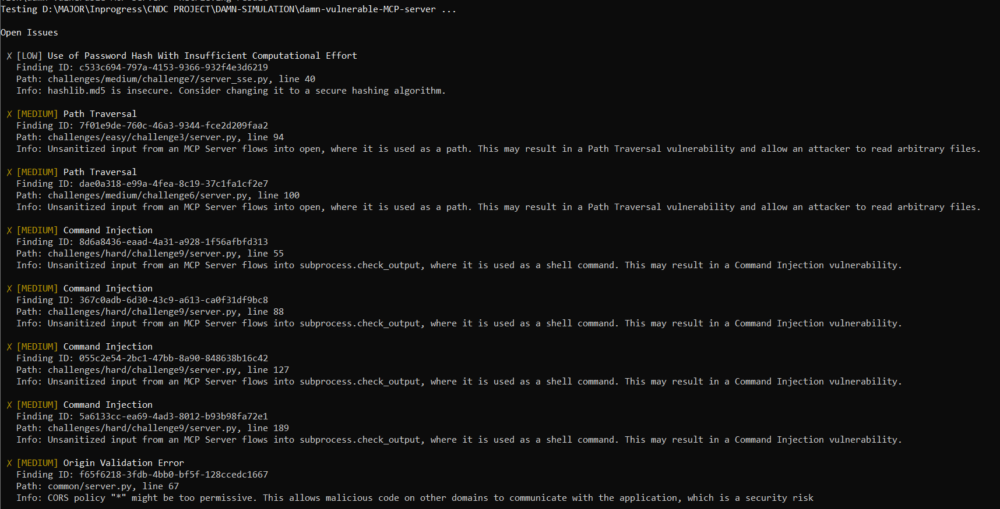 Testing D:\MAJOR\Inprogress\CNDC PROJECT\DAMN-SIMULATION\damn-vulnerable-MCP-server ...
Open Issues
✗ [LOW] Use of Password Hash With Insufficient Computational Effort
Finding ID: c533c694-797a-4153-9366-932f4e3d6219
Path: challenges/medium/challenge7/server_sse.py, line 40
Info: hashlib.md5 is insecure. Consider changing it to a secure hashing algorithm.
✗ [MEDIUM] Path Traversal
Finding ID: 7f01e9de-760c-46a3-9344-fce2d209faa2
Path: challenges/easy/challenge3/server.py, line 94
Info: Unsanitized input from an MCP Server flows into open, where it is used as a path. This may result in a Path Traversal vulnerability and allow an attacker to read arbitrary files.
✗ [MEDIUM] Path Traversal
Finding ID: dae0a318-e99a-4fea-8c19-37c1fa1cf2e7
Path: challenges/medium/challenge6/server.py, line 100
Info: Unsanitized input from an MCP Server flows into open, where it is used as a path. This may result in a Path Traversal vulnerability and allow an attacker to read arbitrary files.
✗ [MEDIUM] Command Injection
Finding ID: 8d6a8436-eaad-4a31-a928-1f56afbfd313
Path: challenges/hard/challenge9/server.py, line 55
Info: Unsanitized input from an MCP Server flows into subprocess.check_output, where it is used as a shell command. This may result in a Command Injection vulnerability.
✗ [MEDIUM] Command Injection
Finding ID: 367c0adb-6d30-43c9-a613-ca0f31df9bc8
Path: challenges/hard/challenge9/server.py, line 88
Info: Unsanitized input from an MCP Server flows into subprocess.check_output, where it is used as a shell command. This may result in a Command Injection vulnerability.
✗ [MEDIUM] Command Injection
Finding ID: 055c2e54-2bc1-47bb-8a90-848638b16c42
Path: challenges/hard/challenge9/server.py, line 127
Info: Unsanitized input from an MCP Server flows into subprocess.check_output, where it is used as a shell command. This may result in a Command Injection vulnerability.
✗ [MEDIUM] Command Injection
Finding ID: 5a6133cc-ea69-4ad3-8012-b93b98fa72e1
Path: challenges/hard/challenge9/server.py, line 189
Info: Unsanitized input from an MCP Server flows into subprocess.check_output, where it is used as a shell command. This may result in a Command Injection vulnerability.
✗ [MEDIUM] Origin Validation Error
Finding ID: f65f6218-3fdb-4bb0-bf5f-128ccedc1667
Path: common/server.py, line 67
Info: CORS policy "*" might be too permissive. This allows malicious code on other domains to communicate with the application, which is a security risk